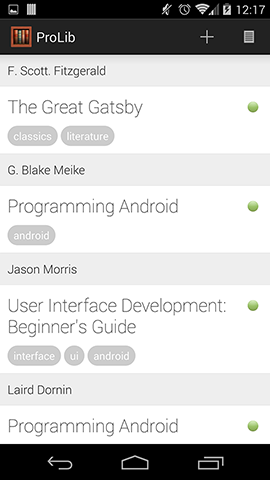 12:17
ProLib
F. Scott. Fitzgerald
The Great Gatsby
classics literature
G. Blake Meike
Programming Android
android
Jason Morris
User Interface Development:
Beginner's Guide
interface ui android
Laird Dornin
Programming Android